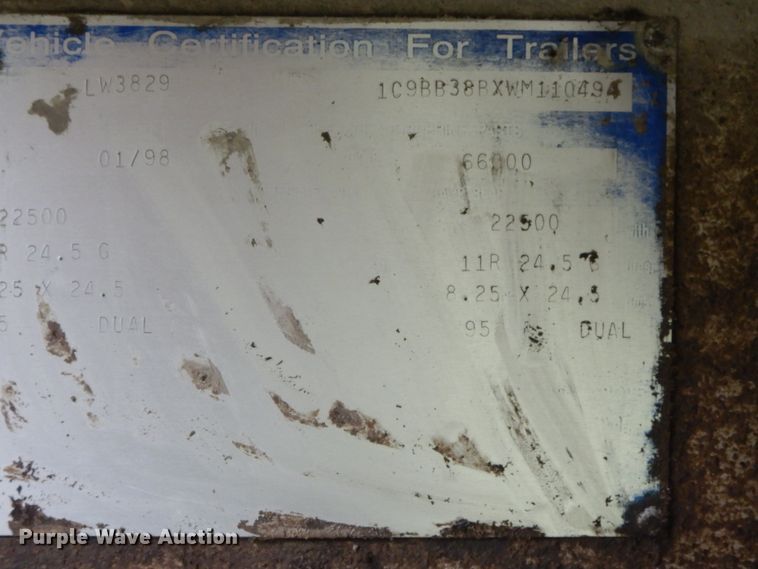 Vehicle Certification For Trailers
LW3829 1C9BB38BXWM110494
01/98 66000
22500 22500
R 24.5 G 11R 24.5 G
25 X 24.5 8.25 X 24.5
5 DUAL 95 DUAL
Purple Wave Auction